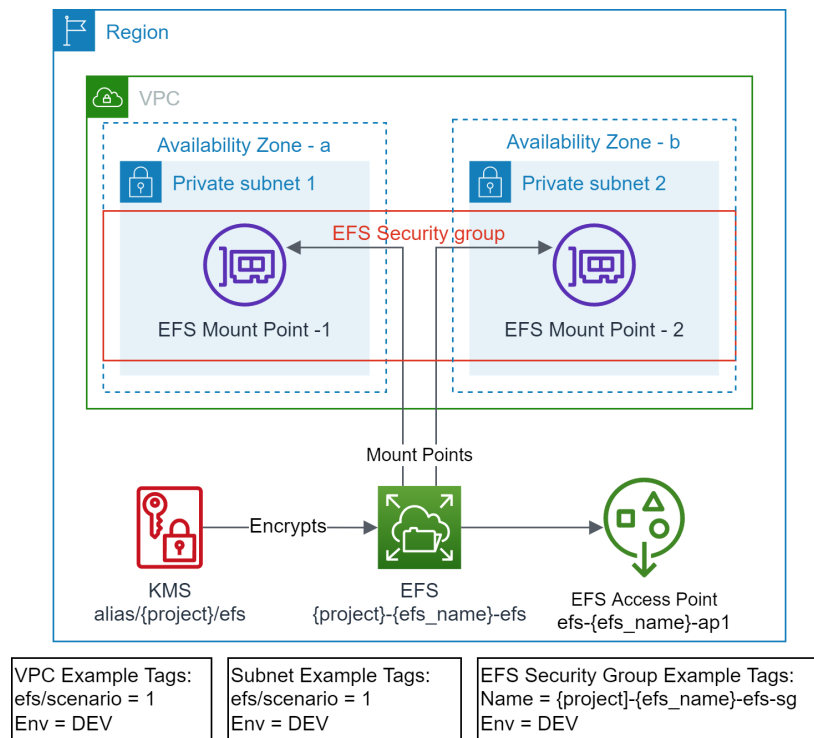 Region
VPC
Availability Zone - a
Availability Zone - b
Private subnet 1
Private subnet 2
EFS Security group
EFS Mount Point -1
EFS Mount Point - 2
Mount Points
Encrypts
KMS
alias/{project}/efs
EFS
{project}-{efs_name}-efs
EFS Access Point
efs-{efs_name}-ap1
VPC Example Tags:
efs/scenario = 1
Env = DEV
Subnet Example Tags:
efs/scenario = 1
Env = DEV
EFS Security Group Example Tags:
Name = {project}-{efs_name}-efs-sg
Env = DEV